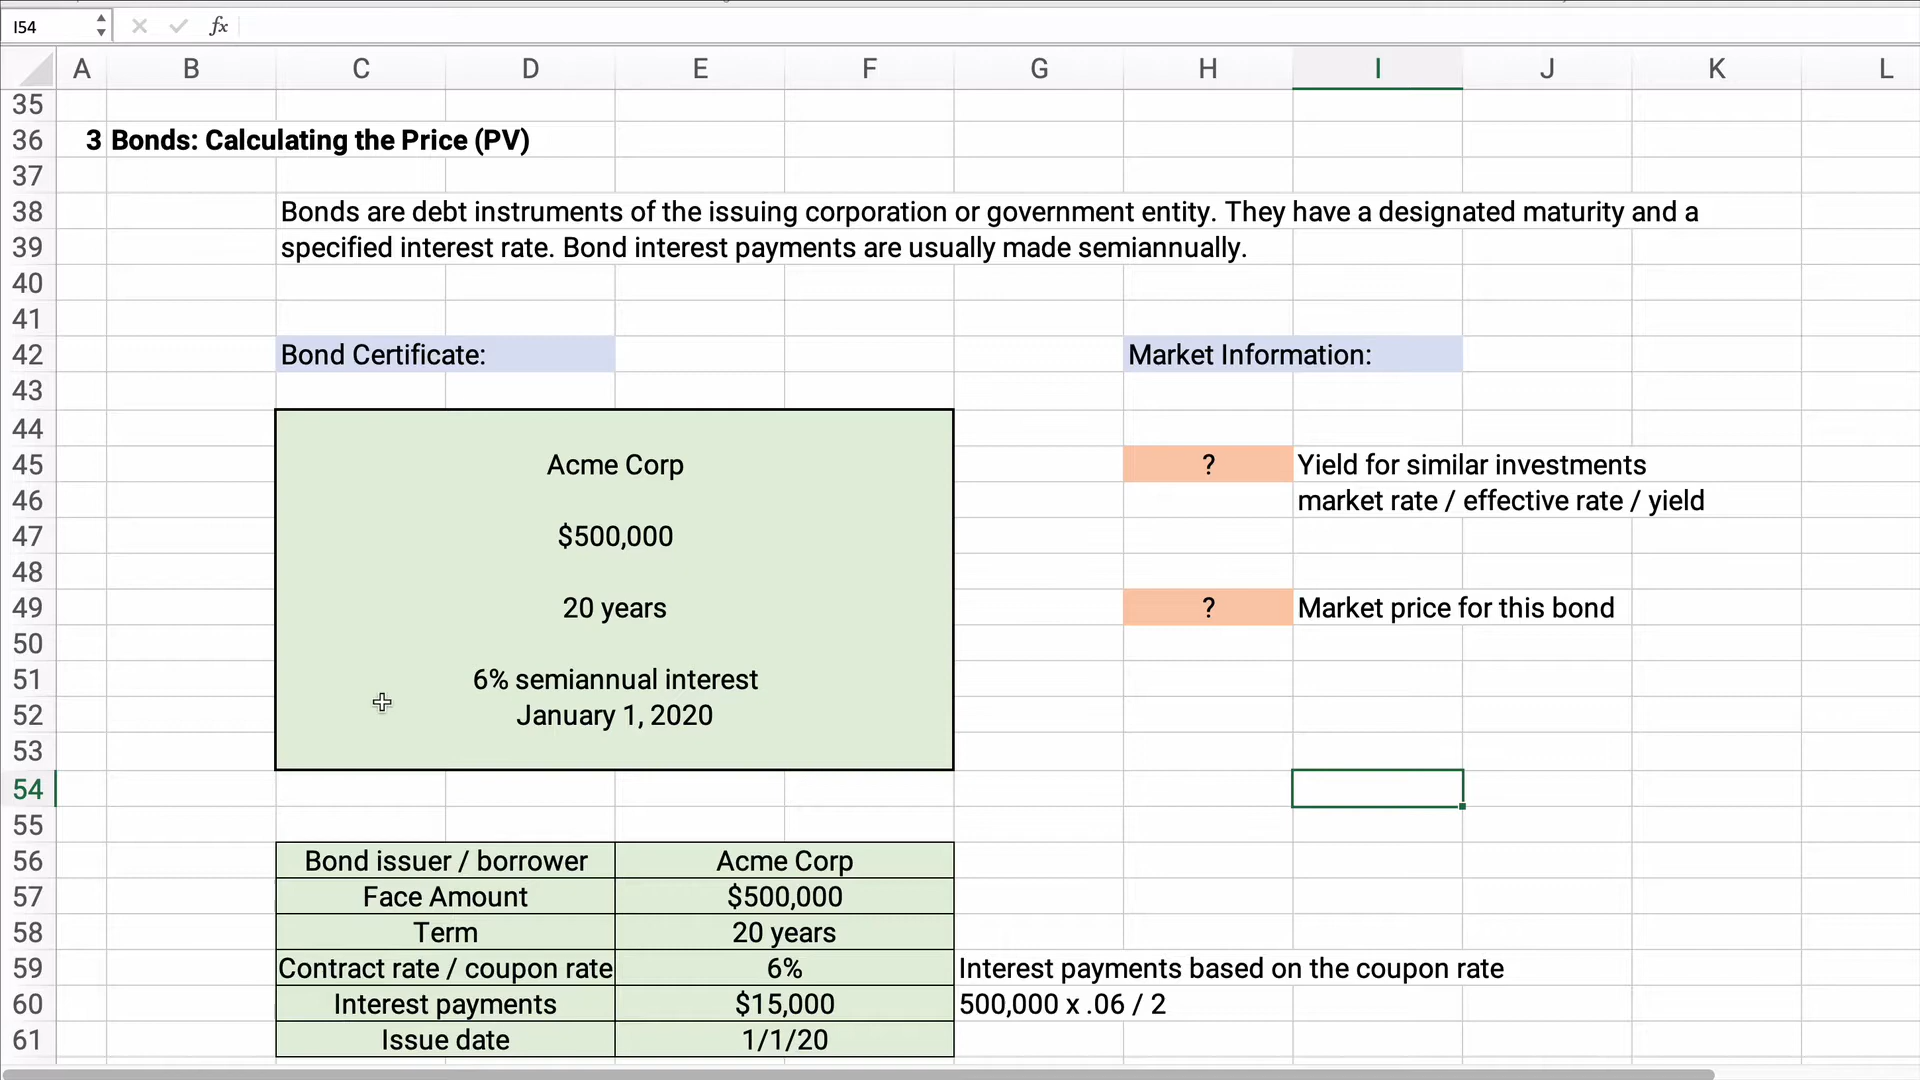 I54 fx
A B C D E F G H I J K L
35
36 3 Bonds: Calculating the Price (PV)
37
38 Bonds are debt instruments of the issuing corporation or government entity. They have a designated maturity and a
39 specified interest rate. Bond interest payments are usually made semiannually.
40
41
42 Bond Certificate: Market Information:
43
44
45 Acme Corp ? Yield for similar investments
46 market rate / effective rate / yield
47 $500,000
48
49 20 years ? Market price for this bond
50
51 6% semiannual interest
52 January 1, 2020
53
54
55
56 Bond issuer / borrower Acme Corp
57 Face Amount $500,000
58 Term 20 years
59 Contract rate / coupon rate 6% Interest payments based on the coupon rate
60 Interest payments $15,000 500,000 x .06 / 2
61 Issue date 1/1/20